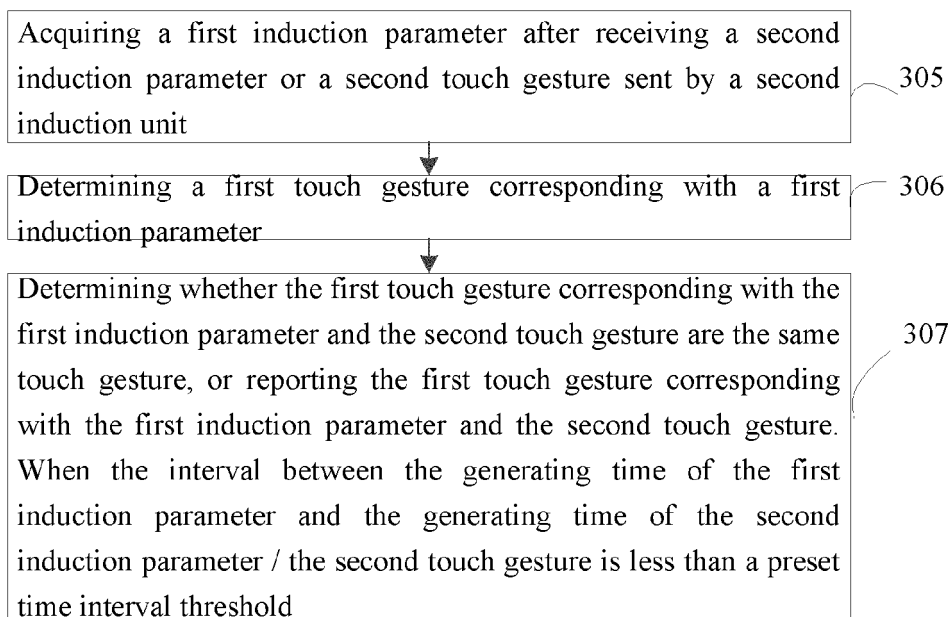 Acquiring a first induction parameter after receiving a second
induction parameter or a second touch gesture sent by a second
induction unit
305
Determining a first touch gesture corresponding with a first
induction parameter
306
Determining whether the first touch gesture corresponding with the
first induction parameter and the second touch gesture are the same
touch gesture, or reporting the first touch gesture corresponding
with the first induction parameter and the second touch gesture.
When the interval between the generating time of the first
induction parameter and the generating time of the second
induction parameter / the second touch gesture is less than a preset
time interval threshold
307